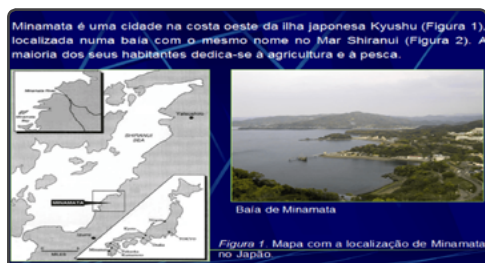 Minamata é uma cidade na costa oeste da ilha japonesa Kyushu (Figura 1),
localizada numa baía com o mesmo nome no Mar Shiranui (Figura 2). A
maioria dos seus habitantes dedica-se à agricultura e à pesca.
SHIRANUI
SEA
MINAMATA
Baía de Minamata
Figura 1. Mapa com a localização de Minamata
no Japão.